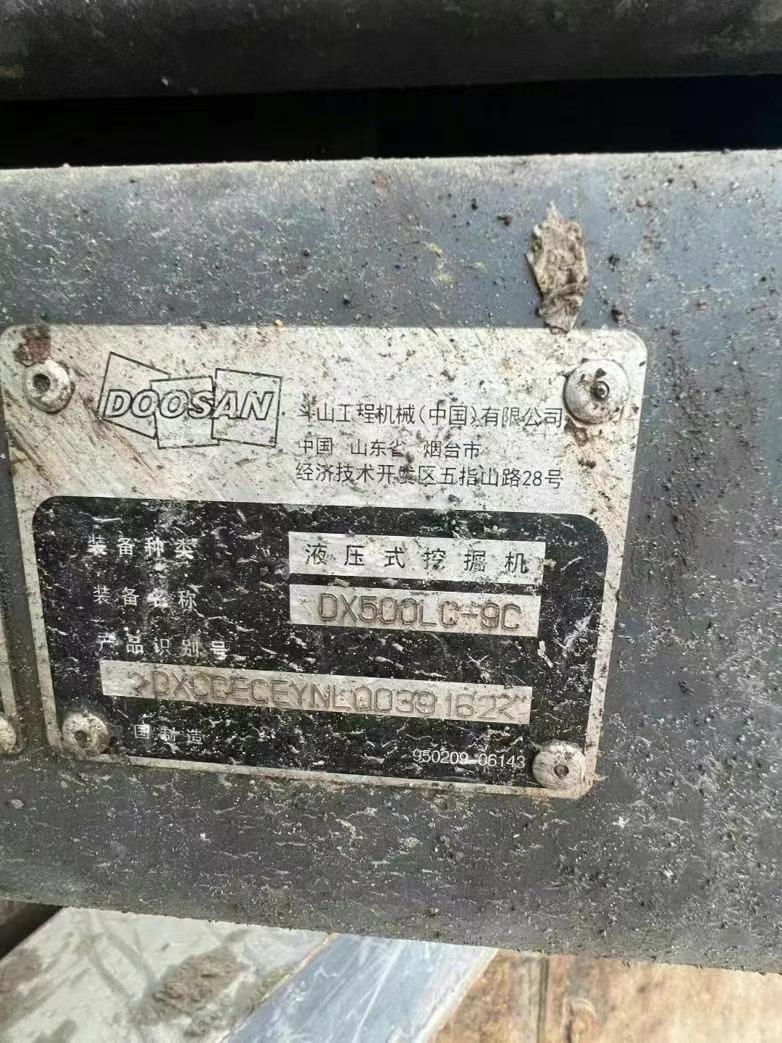 DOOSAN
斗山工程机械(中国)有限公司
中国 山东省 烟台市
经济技术开发区五指山路28号
装备种类 液压式挖掘机
装备名称 DX500LC-9C
产品识别号
国制造
950209-06143